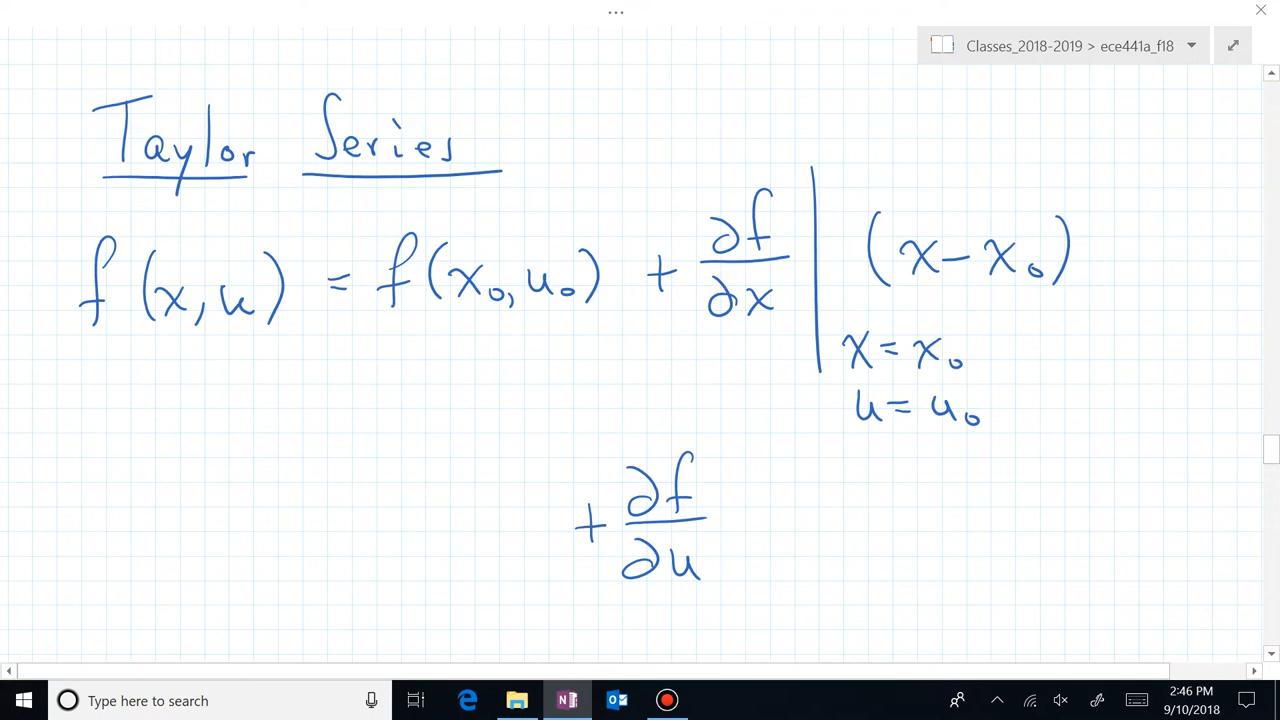 Classes_2018-2019 > ece441a_f18
Taylor Series
f(x,u) = f(x₀,u₀) + ∂f/∂x | (x-x₀)
x=x₀
u=u₀
+ ∂f/∂u
Type here to search
2:46 PM
9/10/2018